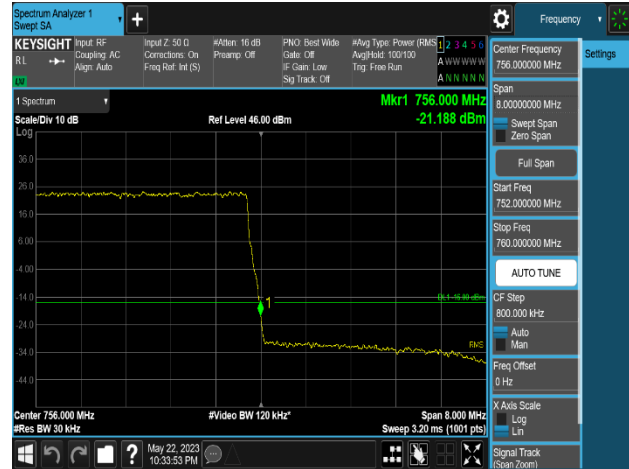 Spectrum Analyzer 1
Swept SA
Frequency
KEYSIGHT
RL
Input: RF
Coupling: AC
Align: Auto
Input Z: 50 Ω
Corrections: On
Freq Ref: Int (S)
#Atten: 16 dB
Preamp: Off
PNO: Best Wide
Gate: Off
IF Gain: Low
Sig Track: Off
#Avg Type: Power (RMS
Avg|Hold: 100/100
Trig: Free Run
1 2 3 4 5 6
A W W W W W
A N N N N N
1 Spectrum
Mkr1 756.000 MHz
-21.188 dBm
Scale/Div 10 dB
Ref Level 46.00 dBm
Log
36.0
26.0
16.0
6.00
-4.00
-14.0
-24.0
-34.0
-44.0
1
DL1 -16.00 dBm
RMS
Center 756.000 MHz
#Video BW 120 kHz*
Span 8.000 MHz
#Res BW 30 kHz
Sweep 3.20 ms (1001 pts)
May 22, 2023
10:33:53 PM
?
Center Frequency
756.000000 MHz
Settings
Span
8.00000000 MHz
Swept Span
Zero Span
Full Span
Start Freq
752.000000 MHz
Stop Freq
760.000000 MHz
AUTO TUNE
CF Step
800.000 kHz
Auto
Man
Freq Offset
0 Hz
X Axis Scale
Log
Lin
Signal Track
(Span Zoom)